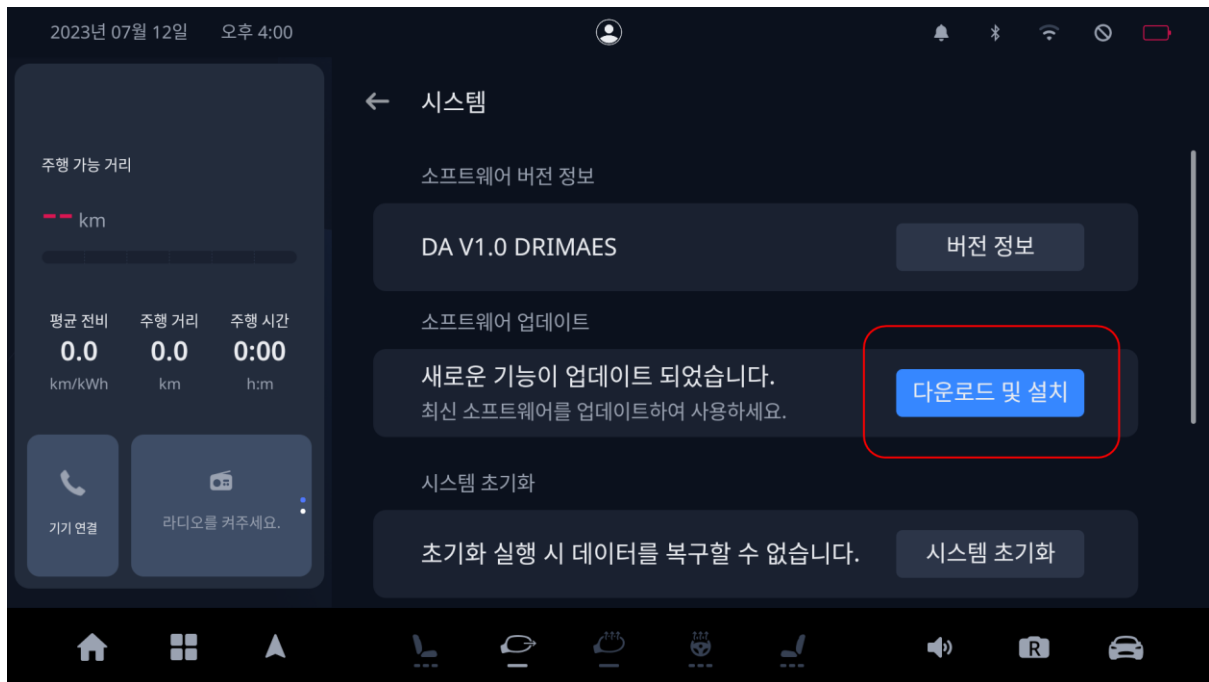 2023년 07월 12일 오후 4:00
주행 가능 거리
-- km
평균 전비 주행 거리 주행 시간
0.0 0.0 0:00
km/kWh km h:m
기기 연결
라디오를 켜주세요.
시스템
소프트웨어 버전 정보
DA V1.0 DRIMAES 버전 정보
소프트웨어 업데이트
새로운 기능이 업데이트 되었습니다.
최신 소프트웨어를 업데이트하여 사용하세요.
다운로드 및 설치
시스템 초기화
초기화 실행 시 데이터를 복구할 수 없습니다. 시스템 초기화
R